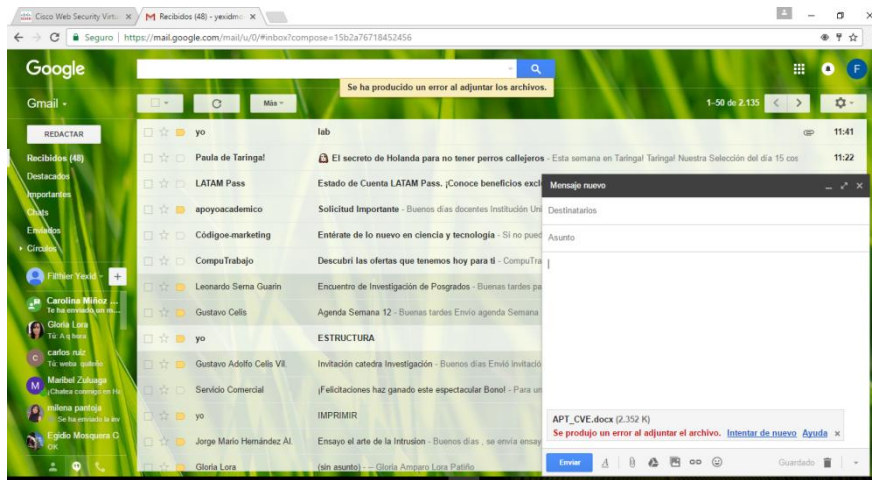 Cisco Web Security Virtu
Recibidos (48) - yexidmo
Seguro | https://mail.google.com/mail/u/0/#inbox?compose=15b2a76718452456
Google
Se ha producido un error al adjuntar los archivos.
F
Gmail
Más
1–50 de 2.135
REDACTAR
Recibidos (48)
Destacados
Importantes
Chats
Enviados
Círculos
Filthier Yexid
Carolina Miñoz ...
Te ha enviado un m...
Gloria Lora
Tú: A q hora
carlos ruiz
Tú: weba
Maribel Zuluaga
¡Chatea conmigo en Ha
milena pantoja
Se ha enviado la inv
Egidio Mosquera C
OK
yo lab 11:41
Paula de Taringa! El secreto de Holanda para no tener perros callejeros - Esta semana en Taringa! Taringa! Nuestra Selección del día 15 cos 11:22
LATAM Pass Estado de Cuenta LATAM Pass. ¡Conoce beneficios excl
apoyoacademico Solicitud Importante - Buenos días docentes Institución Uni
Códigoe-marketing Entérate de lo nuevo en ciencia y tecnología - Si no pued
CompuTrabajo Descubrí las ofertas que tenemos hoy para ti - CompuTra
Leonardo Serna Guarin Encuentro de Investigación de Posgrados - Buenas tardes pa
Gustavo Celis Agenda Semana 12 - Buenas tardes Envio agenda Semana
yo ESTRUCTURA
Gustavo Adolfo Celis Vil. Invitación catedra Investigación - Buenos días Envió invitació
Servicio Comercial ¡Felicitaciones haz ganado este espectacular Bono! - Para un
yo IMPRIMIR
Jorge Mario Hernández Al. Ensayo el arte de la Intrusion - Buenos dias , se envia ensay
Gloria Lora (sin asunto) - -- Gloria Amparo Lora Patiño
Mensaje nuevo
Destinatarios
Asunto
APT_CVE.docx (2.352 K)
Se produjo un error al adjuntar el archivo. Intentar de nuevo Ayuda
Enviar
Guardado